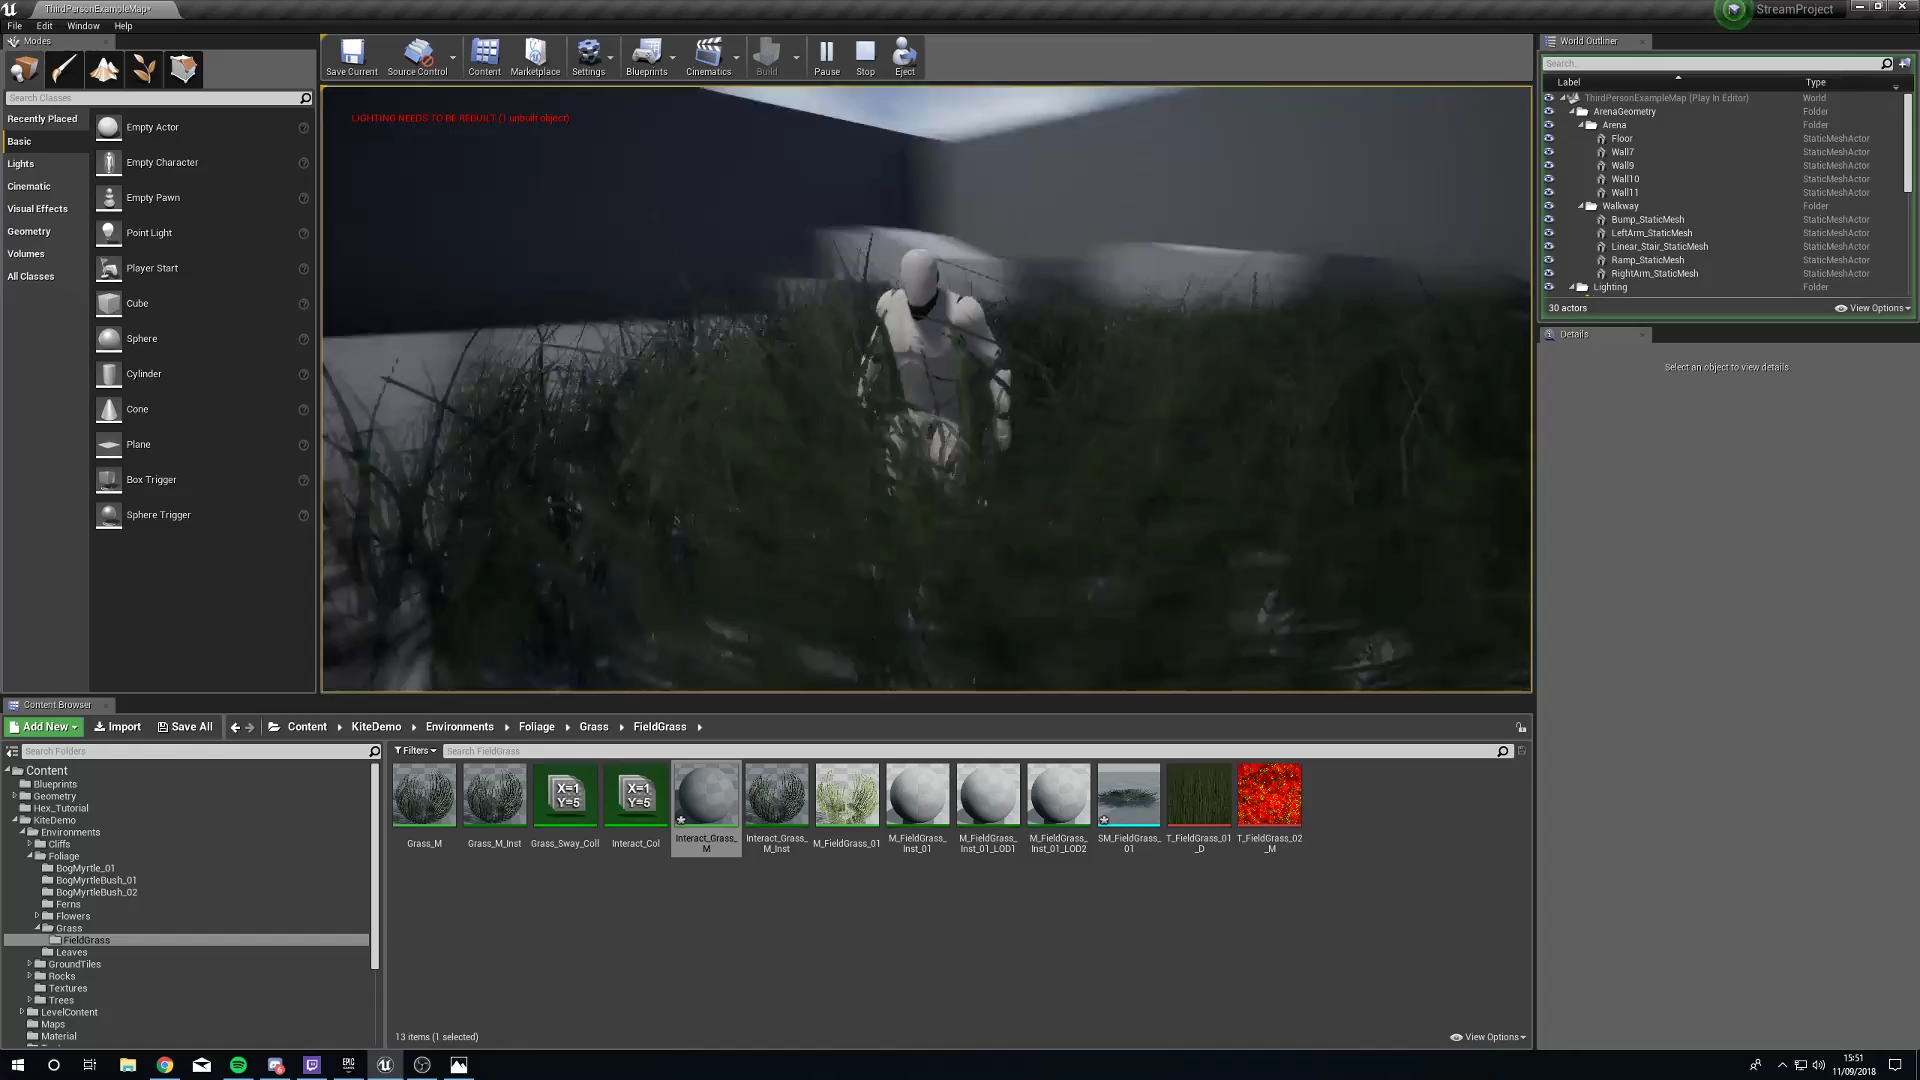 ThirdPersonExampleMap*
StreamProject
File Edit Window Help
Modes
Search Classes
Recently Placed
Basic
Lights
Cinematic
Visual Effects
Geometry
Volumes
All Classes
Empty Actor
Empty Character
Empty Pawn
Point Light
Player Start
Cube
Sphere
Cylinder
Cone
Plane
Box Trigger
Sphere Trigger
Save Current Source Control Content Marketplace Settings Blueprints Cinematics Build Pause Stop Eject
LIGHTING NEEDS TO BE REBUILT (1 unbuilt object)
World Outliner
Search...
Label Type
ThirdPersonExampleMap (Play In Editor) World
ArenaGeometry Folder
Arena Folder
Floor StaticMeshActor
Wall7 StaticMeshActor
Wall9 StaticMeshActor
Wall10 StaticMeshActor
Wall11 StaticMeshActor
Walkway Folder
Bump_StaticMesh StaticMeshActor
LeftArm_StaticMesh StaticMeshActor
Linear_Stair_StaticMesh StaticMeshActor
Ramp_StaticMesh StaticMeshActor
RightArm_StaticMesh StaticMeshActor
Lighting Folder
30 actors View Options
Details
Select an object to view details.
Content Browser
Add New Import Save All Content KiteDemo Environments Foliage Grass FieldGrass
Search Folders
Content
Blueprints
Geometry
Hex_Tutorial
KiteDemo
Environments
Cliffs
Foliage
BogMyrtle_01
BogMyrtleBush_01
BogMyrtleBush_02
Ferns
Flowers
Grass
FieldGrass
Leaves
GroundTiles
Rocks
Textures
Trees
LevelContent
Maps
Material
Filters Search FieldGrass
X=1
Y=5
X=1
Y=5
Grass_M
Grass_M_Inst
Grass_Sway_Coll
Interact_Col
Interact_Grass_
M
Interact_Grass_
M_Inst
M_FieldGrass_01
M_FieldGrass_
Inst_01
M_FieldGrass_
Inst_01_LOD1
M_FieldGrass_
Inst_01_LOD2
SM_FieldGrass_
01
T_FieldGrass_01
_D
T_FieldGrass_02
_M
13 items (1 selected) View Options
EPIC
GAMES
15:51
11/09/2018